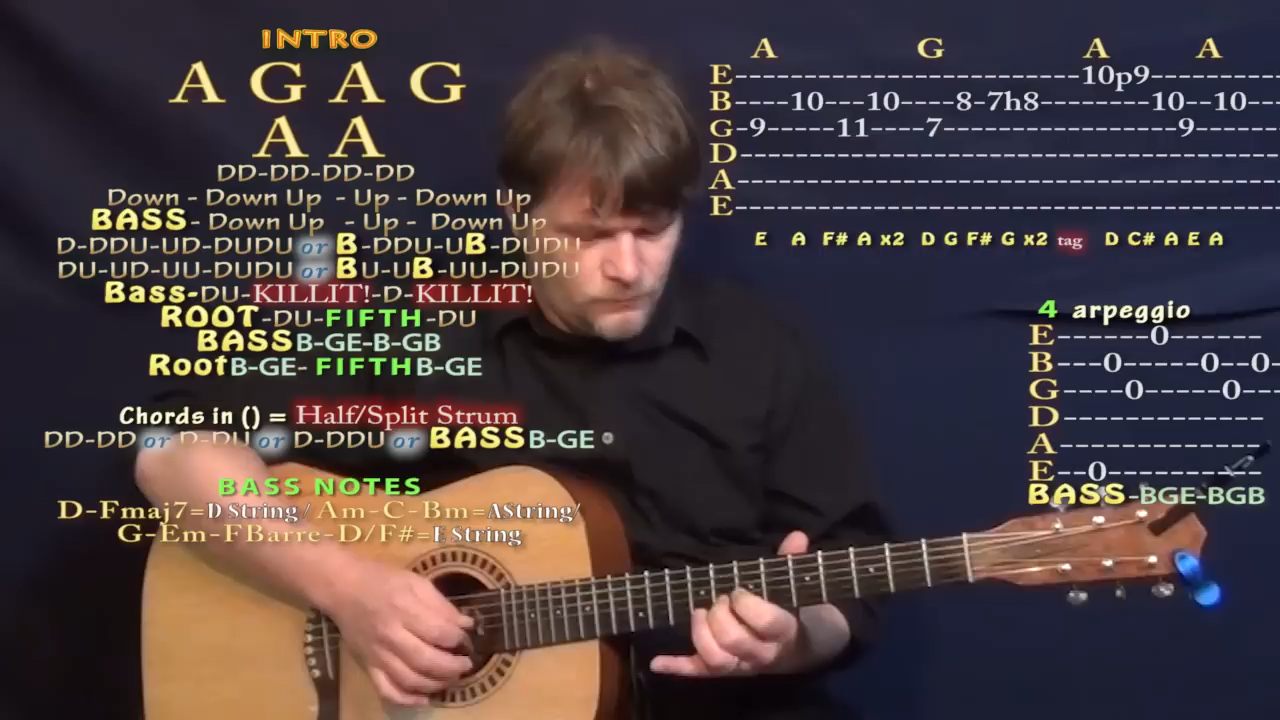 INTRO
A G A G
A A
DD-DD-DD-DD
Down - Down Up - Up - Down Up
BASS - Down Up - Up - Down Up
D-DDU-UD-DUDU or B-DDU-UB-DUDU
DU-UD-UU-DUDU or BU-UB-UU-DUDU
Bass-DU-KILLIT!-D-KILLIT!
ROOT-DU-FIFTH-DU
BASSB-GE-B-GB
RootB-GE- FIFTHB-GE
Chords in () = Half/Split Strum
DD-DD or D-DU or D-DDU or BASSB-GE
BASS NOTES
D-Fmaj7=D String / Am-C-Bm=AString/
G-Em-FBarre-D/F#=E String
A G A A
E---------------------------10p9----------
B----10---10----8-7h8---------10--10---
G-9-----11----7---------------------9------
D------------------------------------------
A------------------------------------------
E------------------------------------------
E A F# A x2 D G F# G x2 tag D C# A E A
4 arpeggio
E------0------
B---0-----0--0-
G----0-----0--
D-------------
A-------------
E--0----------
BASS-BGE-BGB